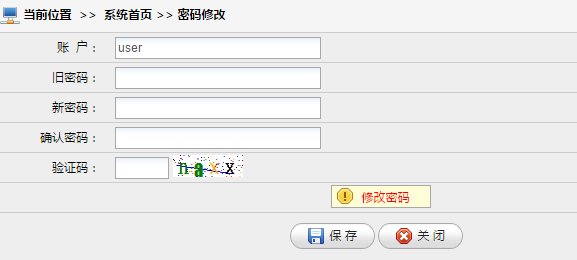 当前位置 >> 系统首页 >> 密码修改
账 户： user
旧密码：
新密码：
确认密码：
验证码： naxx
修改密码
保 存 关 闭